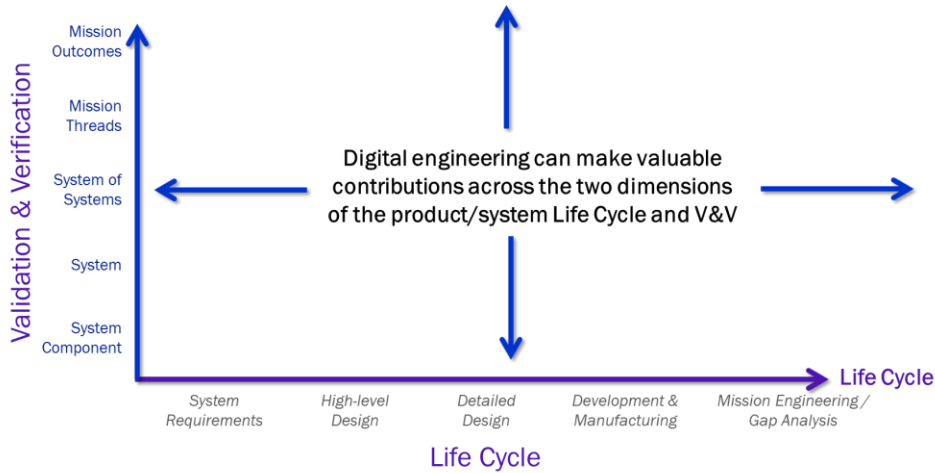 Validation & Verification
Mission
Outcomes
Mission
Threads
System of
Systems
System
System
Component
Digital engineering can make valuable
contributions across the two dimensions
of the product/system Life Cycle and V&V
Life Cycle
System
Requirements
High-level
Design
Detailed
Design
Development &
Manufacturing
Mission Engineering /
Gap Analysis
Life Cycle